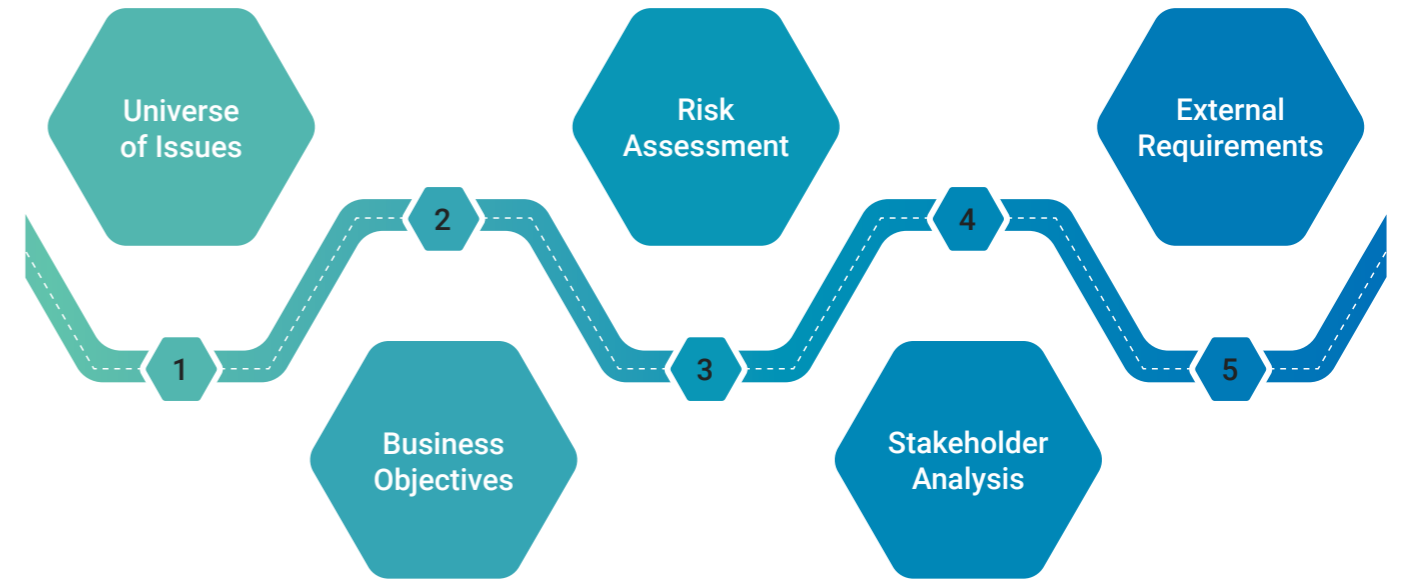 Universe
of Issues
1
2
Business
Objectives
Risk
Assessment
3
4
Stakeholder
Analysis
External
Requirements
5